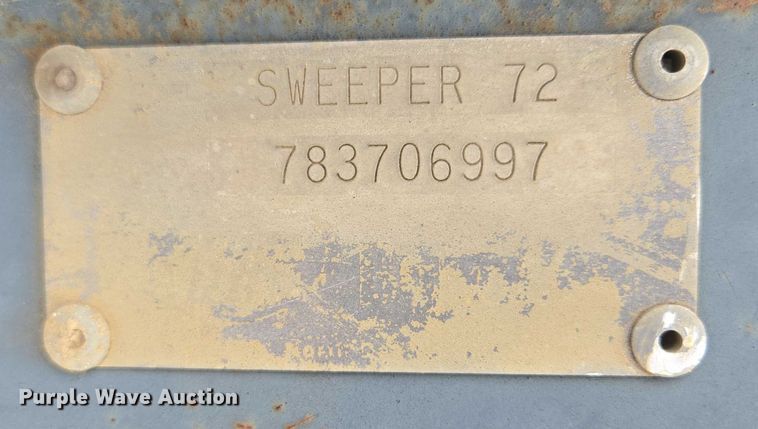 SWEEPER 72
783706997
Purple Wave Auction